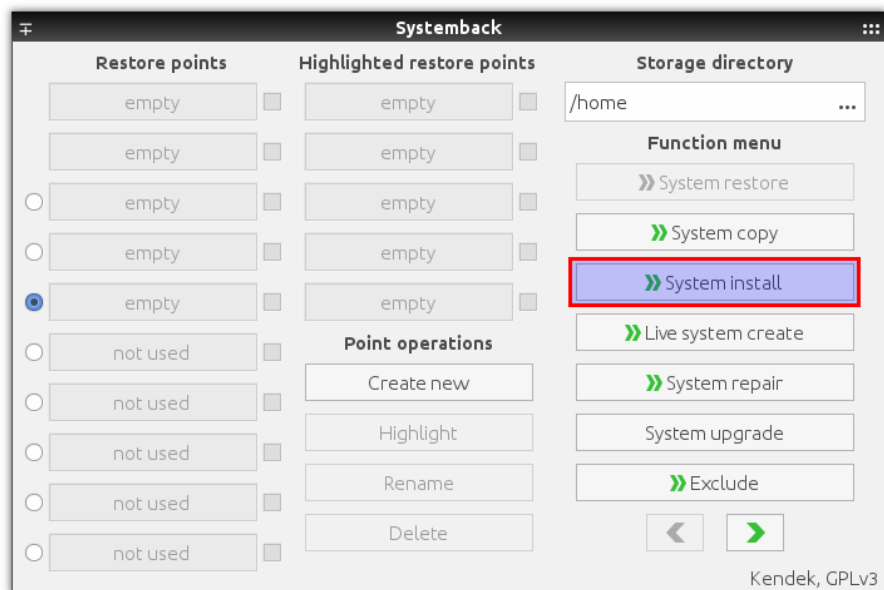 Systemback
Restore points
empty
empty
empty
empty
empty
not used
not used
not used
not used
not used
Highlighted restore points
empty
empty
empty
empty
empty
Point operations
Create new
Highlight
Rename
Delete
Storage directory
/home ...
Function menu
System restore
System copy
System install
Live system create
System repair
System upgrade
Exclude
Kendek, GPLv3